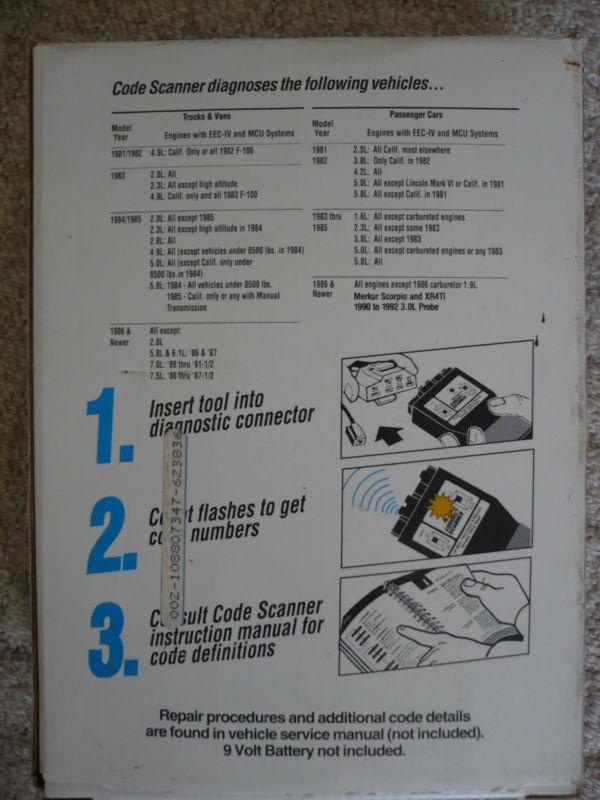 Code Scanner diagnoses the following vehicles...
Trucks & Vans
Model
Year
Engines with EEC-IV and MCU Systems
1981/1982 4.9L: Calif. Only or all 1982 F-100
1983 2.0L: All
2.3L: All except high altitude
4.9L: Calif. only and all 1983 F-100
1984/1985 2.0L: All except 1985
2.3L: All except high altitude in 1984
2.8L: All
4.9L: All (except vehicles under 8500 lbs. in 1984)
5.0L: All (except Calif. only under
8500 lbs.in 1984)
5.8L: 1984 - All vehicles under 8500 lbs.
1985 - Calif. only or any with Manual
Transmission
1986 & All except:
Newer 2.0L
5.8L & 6.1L: '86 & '87
7.0L: '86 thru '91-1/2
7.5L: '86 thru '87-1/2
Passenger Cars
Model
Year
Engines with EEC-IV and MCU Systems
1981 2.3L: All Calif. most elsewhere
1982 3.8L: Only Calif. in 1982
4.2L: All
5.0L: All except Lincoln Mark VI or Calif. in 1981
5.8L: All except Calif. in 1981
1983 thru 1.6L: All except carbureted engines
1985 2.3L: All except some 1983
3.8L: All except 1983
5.0L: All except carbureted engines or any 1983
5.8L: All
1986 & All engines except 1986 carburetor 1.9L
Newer Merkur Scorpio and XR4TI
1990 to 1992 3.0L Probe
1. Insert tool into
diagnostic connector
2. flashes to get
numbers
3. Consult Code Scanner
instruction manual for
code definitions
002-108807347-623836
Repair procedures and additional code details
are found in vehicle service manual (not included).
9 Volt Battery not included.